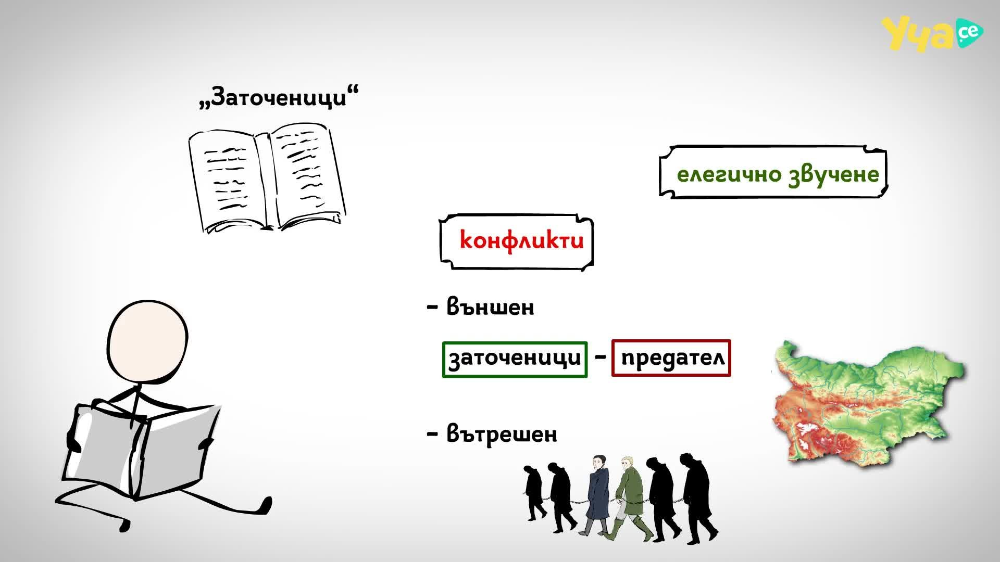 Уча.се
„Заточеници“
елегично звучене
конфликти
- външен
заточеници - предател
- вътрешен